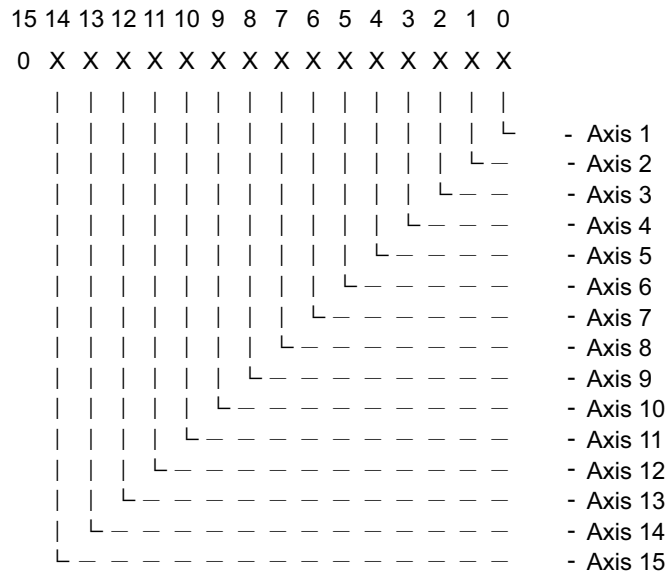 15 14 13 12 11 10 9 8 7 6 5 4 3 2 1 0
0 X X X X X X X X X X X X X X X
- Axis 1
- Axis 2
- Axis 3
- Axis 4
- Axis 5
- Axis 6
- Axis 7
- Axis 8
- Axis 9
- Axis 10
- Axis 11
- Axis 12
- Axis 13
- Axis 14
- Axis 15